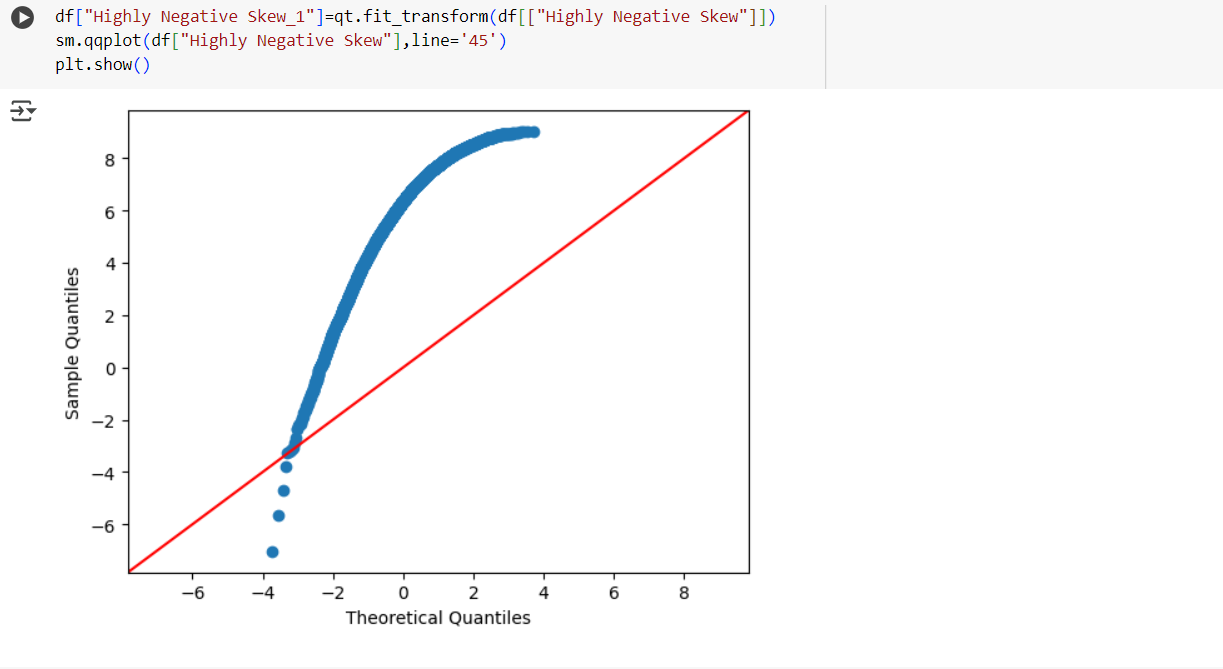 df["Highly Negative Skew_1"]=qt.fit_transform(df[["Highly Negative Skew"]])
sm.qqplot(df["Highly Negative Skew"],line='45')
plt.show()
8
6
4
2
0
−2
−4
−6
Sample Quantiles
−6 −4 −2 0 2 4 6 8
Theoretical Quantiles